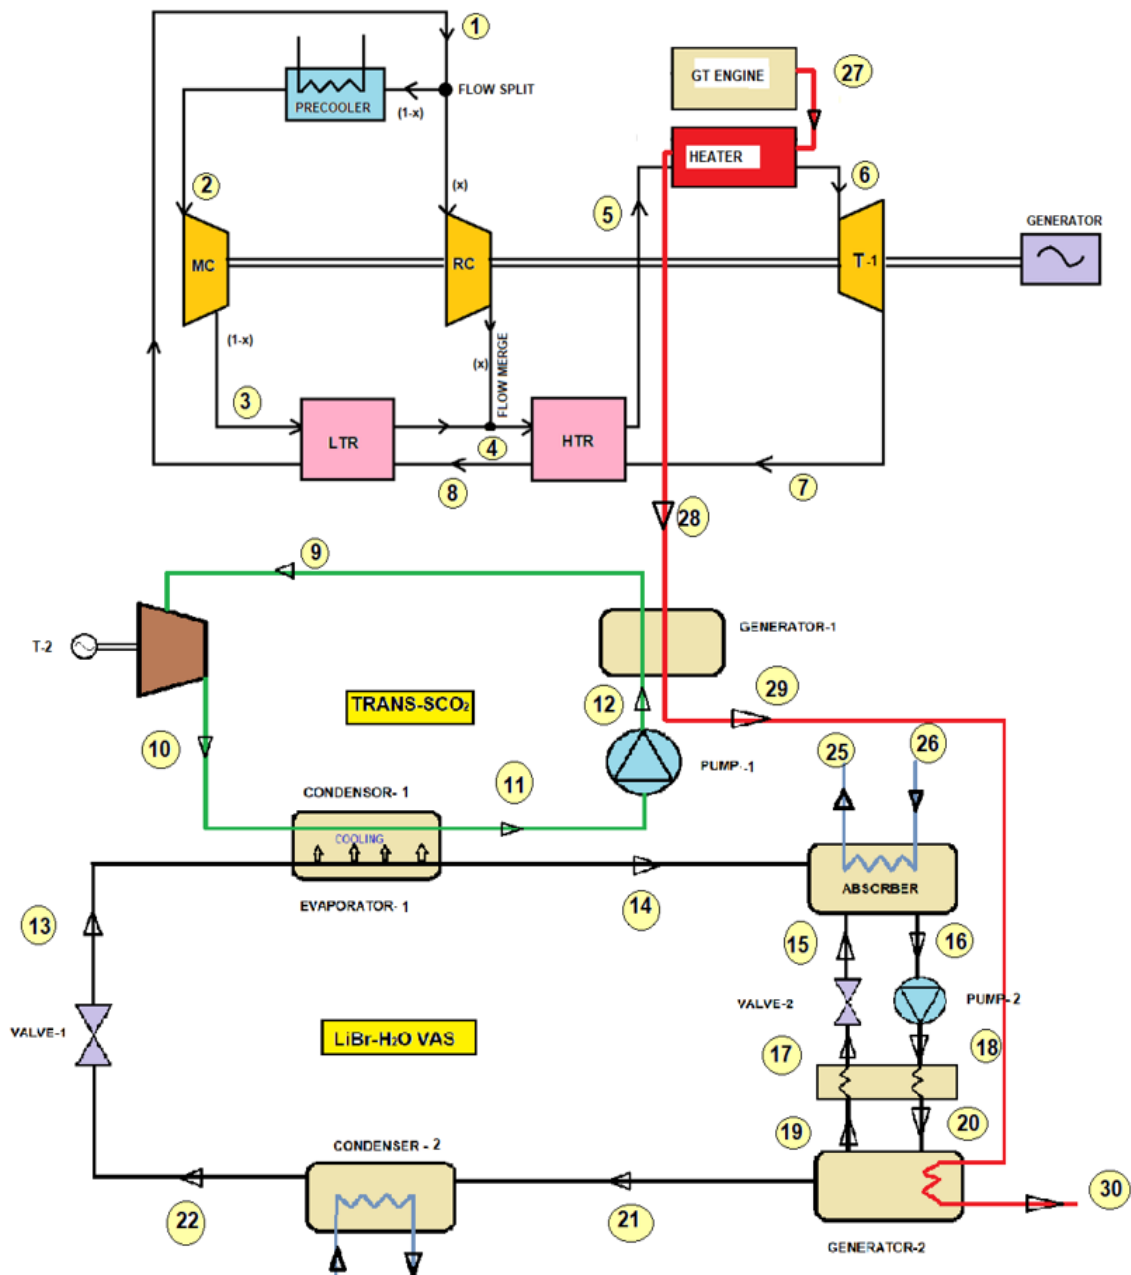 1
GT ENGINE
27
PRECOOLER
FLOW SPLIT
(1-x)
HEATER
2
(x)
5
6
GENERATOR
MC
RC
T-1
(1-x)
(x)
FLOW MERGE
3
LTR
4
HTR
8
7
28
9
GENERATOR-1
T-2
TRANS-SCO₂
12
29
10
11
PUMP-1
25
26
CONDENSOR-1
COOLING
ABSCRBER
EVAPORATOR-1
13
14
15
16
VALVE-2
PUMP-2
VALVE-1
LiBr-H₂O VAS
17
18
19
20
CONDENSER-2
22
21
30
GENERATOR-2